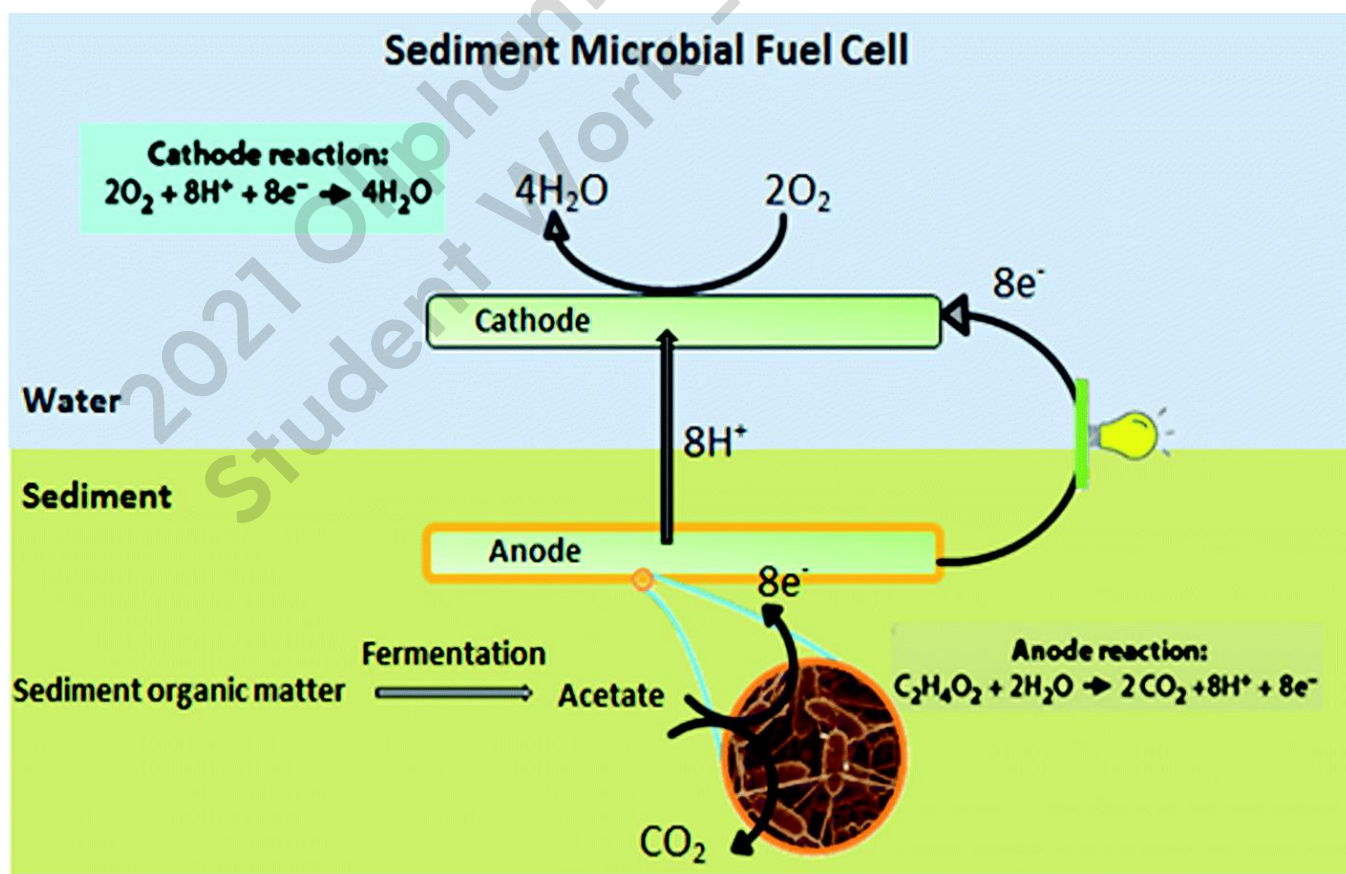 Sediment Microbial Fuel Cell
Cathode reaction:
2O₂ + 8H⁺ + 8e⁻ → 4H₂O
4H₂O
2O₂
8e⁻
Cathode
Water
8H⁺
Sediment
Anode
8e⁻
Fermentation
Sediment organic matter
Acetate
Anode reaction:
C₂H₄O₂ + 2H₂O → 2 CO₂ +8H⁺ + 8e⁻
CO₂
2021
Student Work